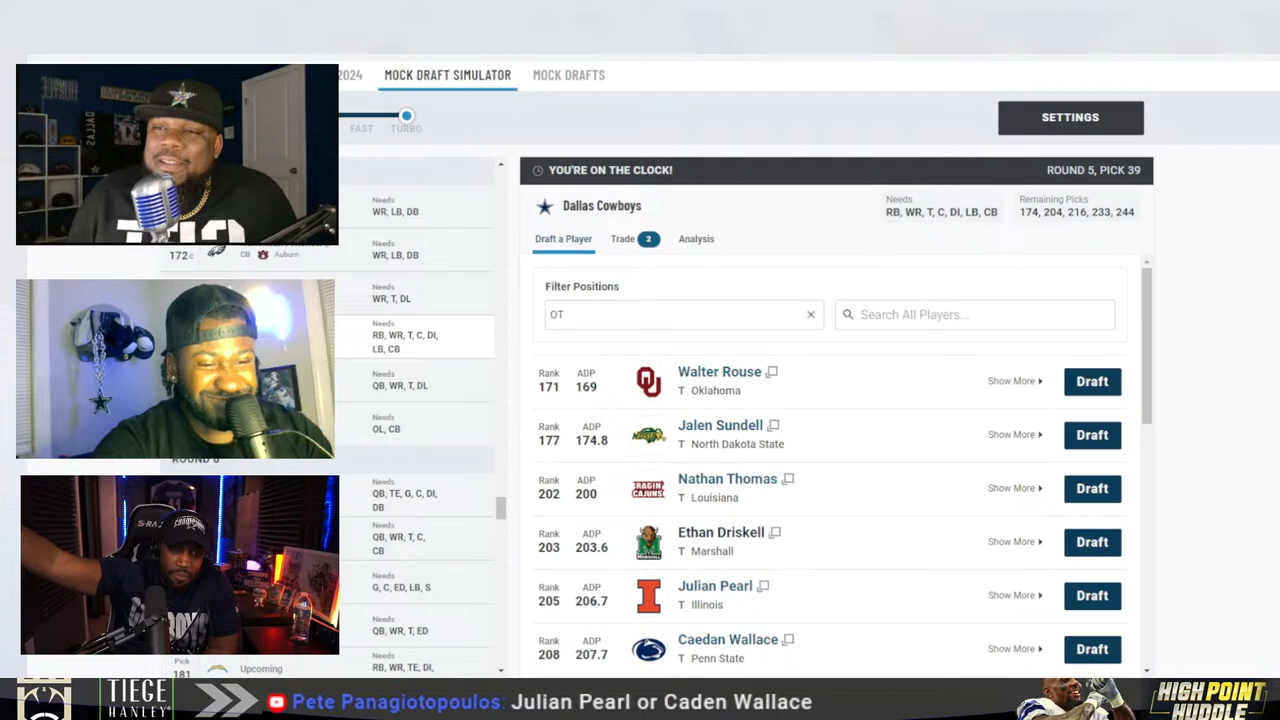 2024
MOCK DRAFT SIMULATOR
MOCK DRAFTS
FAST
TURBO
SETTINGS
Needs
WR, LB, DB
172 c
CB
Auburn
Needs
WR, LB, DB
Needs
WR, T, DL
Needs
RB, WR, T, C, DI,
LB, CB
Needs
QB, WR, T, DL
Needs
OL, CB
ROUND 6
Needs
QB, TE, G, C, DI,
DB
Needs
QB, WR, T, C,
CB
Needs
G, C, ED, LB, S
Needs
QB, WR, T, ED
Pick
181
Upcoming
Needs
RB, WR, TE, DI,
YOU'RE ON THE CLOCK!
ROUND 5, PICK 39
Dallas Cowboys
Needs
RB, WR, T, C, DI, LB, CB
Remaining Picks
174, 204, 216, 233, 244
Draft a Player
Trade 2
Analysis
Filter Positions
OT
Search All Players...
Rank 171
ADP 169
OU
Walter Rouse
T Oklahoma
Show More
Draft
Rank 177
ADP 174.8
Jalen Sundell
T North Dakota State
Show More
Draft
Rank 202
ADP 200
RAGIN' CAJUNS
Nathan Thomas
T Louisiana
Show More
Draft
Rank 203
ADP 203.6
MARSHALL
Ethan Driskell
T Marshall
Show More
Draft
Rank 205
ADP 206.7
I
Julian Pearl
T Illinois
Show More
Draft
Rank 208
ADP 207.7
Caedan Wallace
T Penn State
Show More
Draft
TIEGE
HANLEY
Pete Panagiotopoulos: Julian Pearl or Caden Wallace
HIGH POINT
HUDDLE